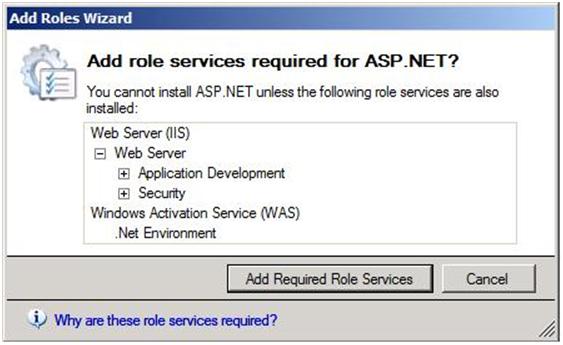 Add Roles Wizard
Add role services required for ASP.NET?
You cannot install ASP.NET unless the following role services are also
installed:
Web Server (IIS)
Web Server
Application Development
Security
Windows Activation Service (WAS)
.Net Environment
Add Required Role Services
Cancel
Why are these role services required?